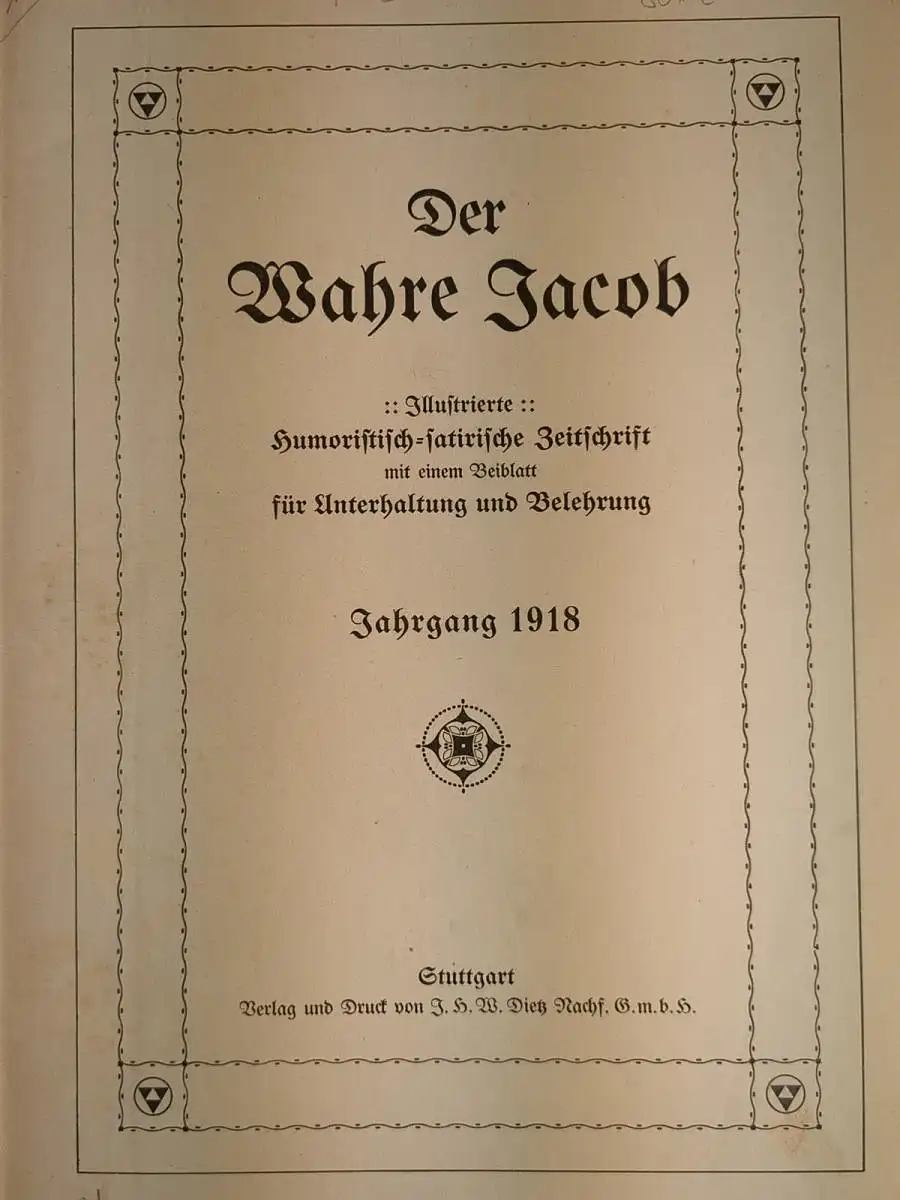 Der
Wahre Jacob
:: Illuſtrierte ::
Humoriſtiſch-ſatiriſche Zeitſchrift
mit einem Beiblatt
für Unterhaltung und Belehrung
Jahrgang 1918
Stuttgart
Verlag und Druck von J. H. W. Dietz Nachf. G. m. b. H.